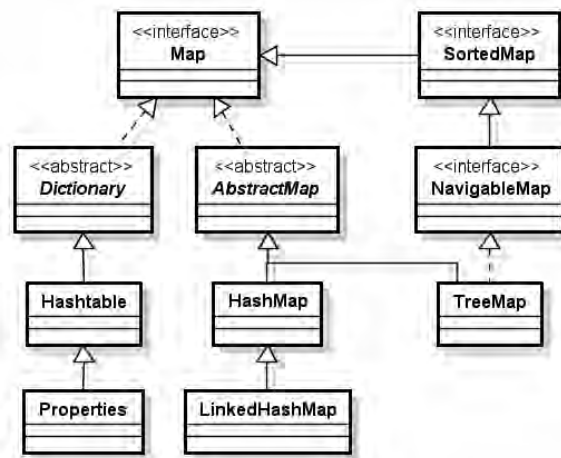 <<interface>>
Map
<<interface>>
SortedMap
<<abstract>>
Dictionary
<<abstract>>
AbstractMap
<<interface>>
NavigableMap
Hashtable
HashMap
TreeMap
Properties
LinkedHashMap